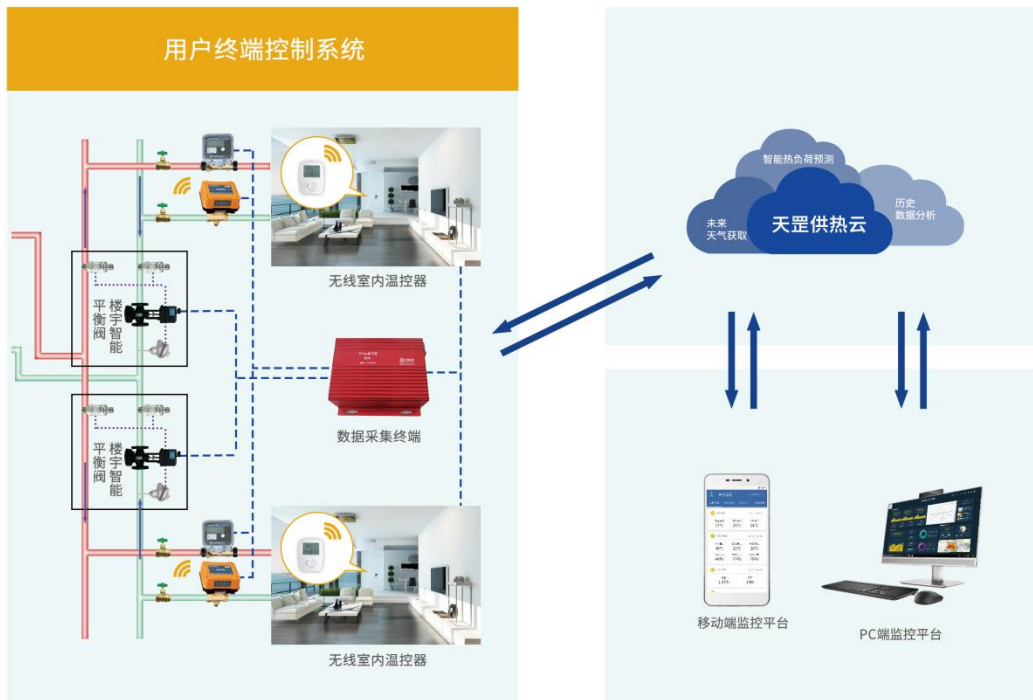 用户终端控制系统
无线室内温控器
楼宇智能
平衡阀
数据采集终端
楼宇智能
平衡阀
无线室内温控器
智能热负荷预测
未来
天气获取
天罡供热云
历史
数据分析
移动端监控平台
PC端监控平台